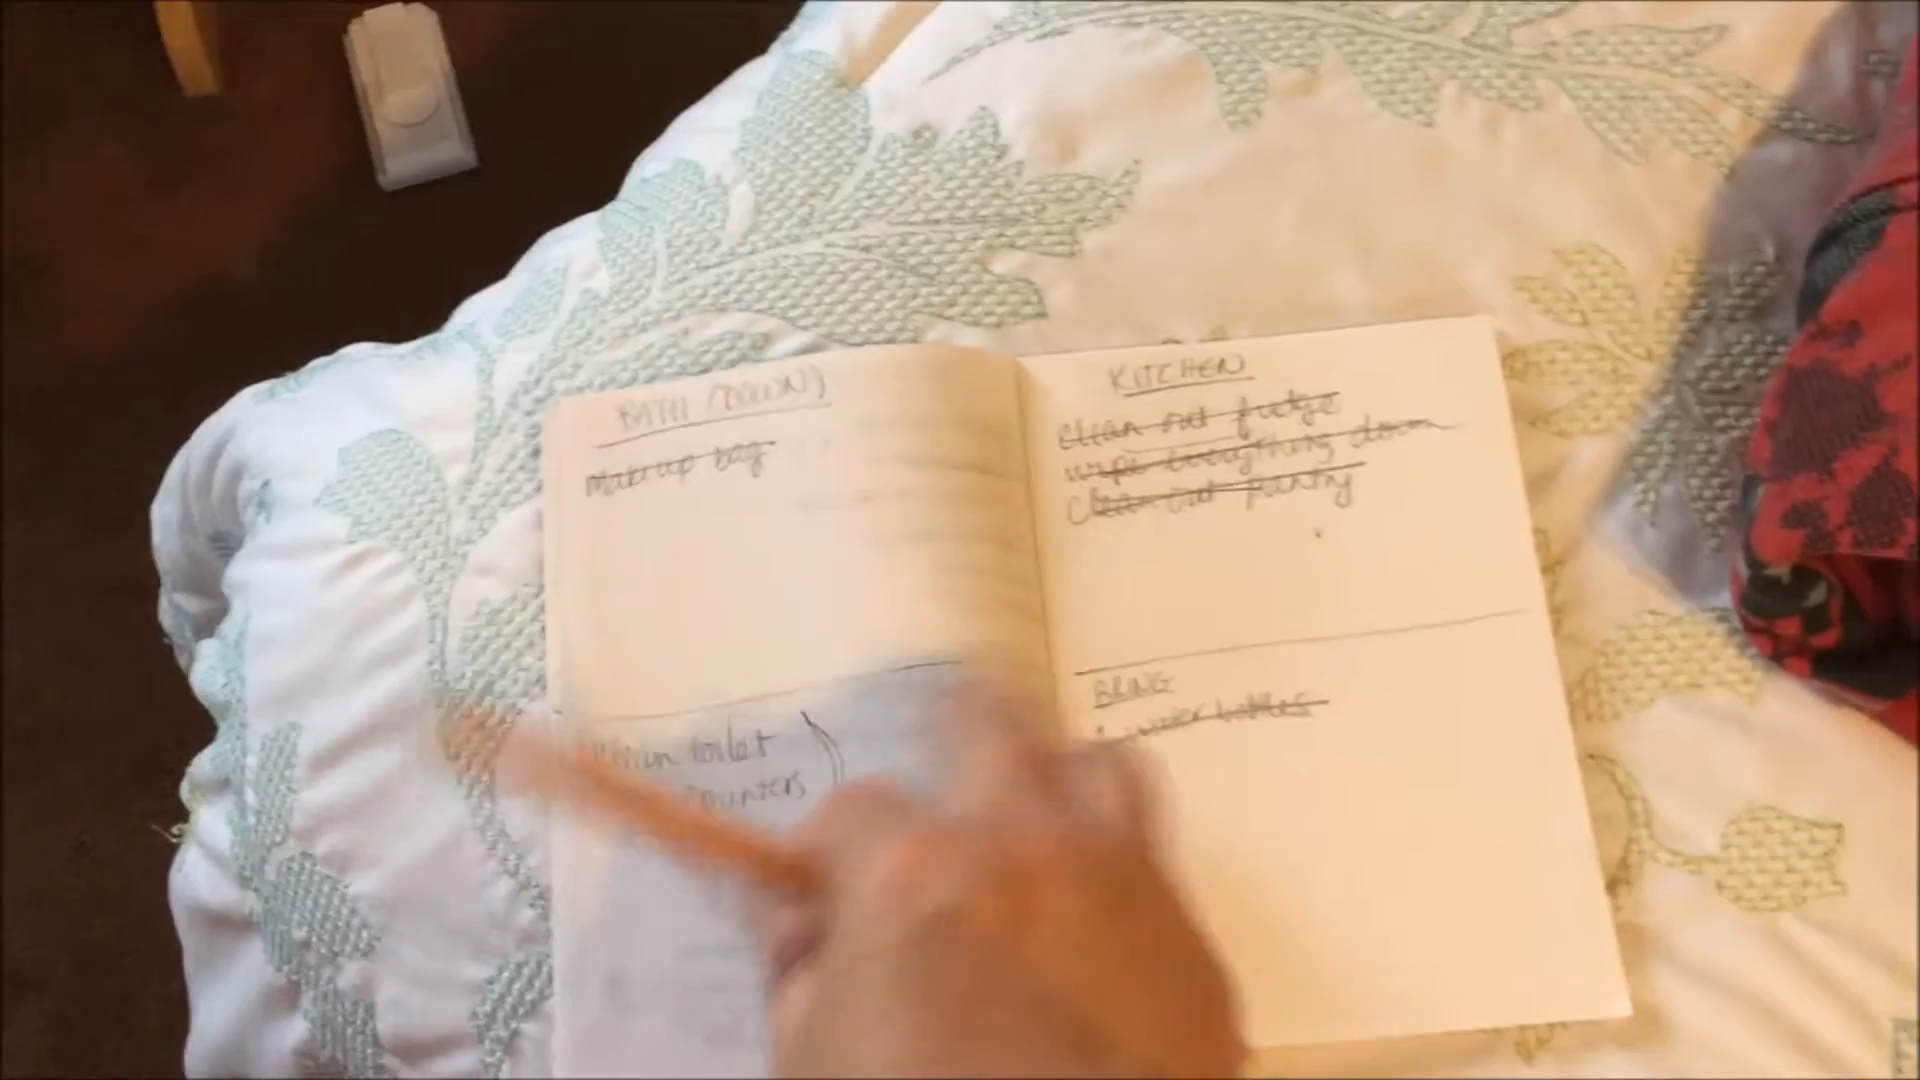 BATH (DOWN)
makeup bag
clean toilet
counters
KITCHEN
clean out fridge
wipe everything down
clean out pantry
BRING
water bottles